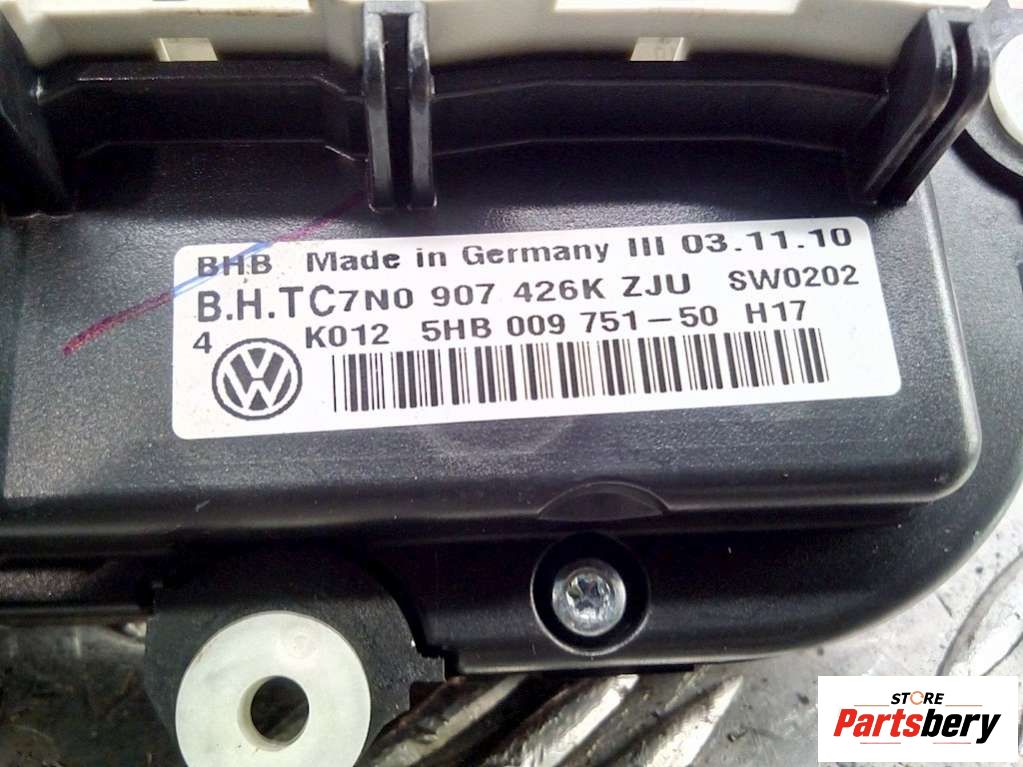 BHB Made in Germany III 03.11.10
B.H.TC7N0 907 426K ZJU SW0202
4 K012 5HB 009 751-50 H17
VW
STORE
Partsbery